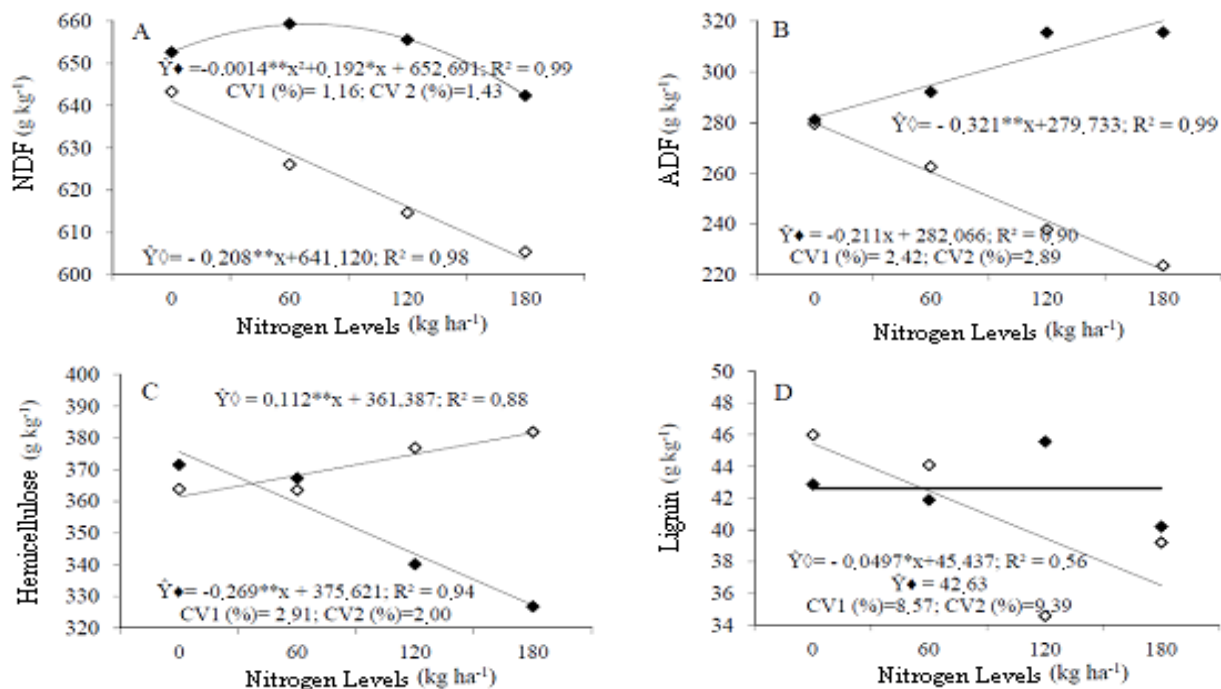 A
660
650
640
630
620
610
600
NDF (g kg⁻¹)
Ŷ♦ =-0.0014**x²+0.192*x + 652.691; R² = 0.99
CV1 (%)= 1.16; CV 2 (%)=1.43
Ŷ◊= - 0.208**x+641.120; R² = 0.98
0 60 120 180
Nitrogen Levels (kg ha⁻¹)
B
320
300
280
260
240
220
ADF (g kg⁻¹)
Ŷ◊= - 0.321**x+279.733; R² = 0.99
Ŷ♦ = -0.211x + 282.066; R² = 0.90
CV1 (%)= 2.42; CV2 (%)=2.89
0 60 120 180
Nitrogen Levels (kg ha⁻¹)
C
400
390
380
370
360
350
340
330
320
Hemicellulose (g kg⁻¹)
Ŷ◊ = 0.112**x + 361.387; R² = 0.88
Ŷ♦= -0.269**x + 375.621; R² = 0.94
CV1 (%)= 2.91; CV2 (%)=2.00
0 60 120 180
Nitrogen Levels (kg ha⁻¹)
D
50
48
46
44
42
40
38
36
34
Lignin (g kg⁻¹)
Ŷ◊= - 0.0497*x+45.437; R² = 0.56
Ŷ♦ = 42.63
CV1 (%)=8.57; CV2 (%)=9.39
0 60 120 180
Nitrogen Levels (kg ha⁻¹)